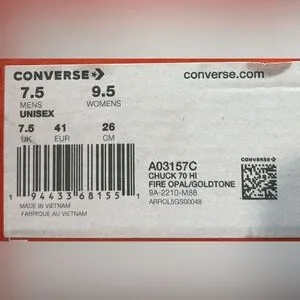 CONVERSE converse.com
7.5 9.5
MENS WOMENS
UNISEX
7.5 41 26
UK EUR CM
A03157C CONVERSE
CHUCK 70 HI
FIRE OPAL/GOLDTONE
9A-2210-M86
ARROL5GS00048
1 94433 68155 1
MADE IN VIETNAM
FABRIQUE AU VIETNAM